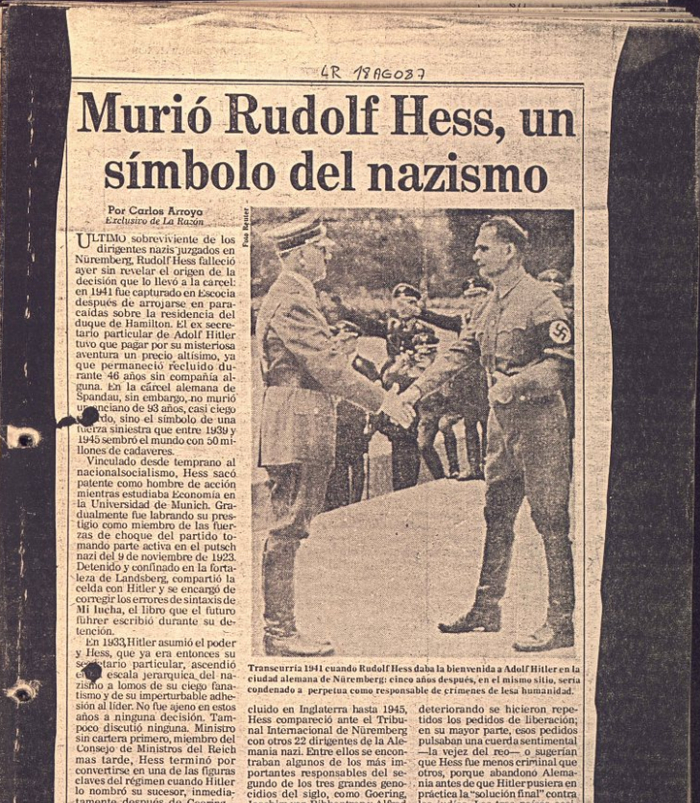 LR 18AGO87
Murió Rudolf Hess, un
símbolo del nazismo
Por Carlos Arroyo
Exclusivo de La Razón
Foto Reuter
ULTIMO sobreviviente de los
dirigentes nazis juzgados en
Nüremberg, Rudolf Hess falleció
ayer sin revelar el origen de la
decisión que lo llevó a la carcel:
en 1941 fue capturado en Escocia
después de arrojarse en para-
caídas sobre la residencia del
duque de Hamilton. El ex secre-
tario particular de Adolf Hitler
tuvo que pagar por su misteriosa
aventura un precio altísimo, ya
que permaneció recluido du-
rante 46 años sin compañía al-
guna. En la cárcel alemana de
Spandau, sin embargo, no murió
anciano de 93 años, casi ciego
sino el símbolo de una
fuerza siniestra que entre 1939 y
1945 sembró el mundo con 50 mi-
llones de cadaveres.
Vinculado desde temprano al
nacionalsocialismo, Hess sacó
patente como hombre de acción
mientras estudiaba Economía en
la Universidad de Munich. Gra-
dualmente fue labrando su pres-
tigio como miembro de las fuer-
zas de choque del partido to-
mando parte activa en el putsch
nazi del 9 de noviembre de 1923.
Detenido y confinado en la forta-
leza de Landsberg, compartió la
celda con Hitler y se encargó de
corregir los errores de sintaxis de
Mi lucha, el libro que el futuro
führer escribió durante su de-
tención.
En 1933, Hitler asumió el poder
y Hess, que ya era entonces su
secretario particular, ascendió
escala jerarquica del na-
zismo a lomos de su ciego fana-
tismo y de su imperturbable adhe-
sión al líder. No fue ajeno en esos
años a ninguna decisión. Tam-
poco discutió ninguna. Ministro
sin cartera primero, miembro del
Consejo de Ministros del Reich
mas tarde, Hess terminó por
convertirse en una de las figuras
claves del régimen cuando Hitler
lo nombró su sucesor, inmedia-
tamente después de Goering
Transcurría 1941 cuando Rudolf Hess daba la bienvenida a Adolf Hitler en la
ciudad alemana de Nüremberg: cinco años después, en el mismo sitio, sería
condenado a perpetua como responsable de crímenes de lesa humanidad.
cluido en Inglaterra hasta 1945,
Hess compareció ante el Tribu-
nal Internacional de Nüremberg
con otros 22 dirigentes de la Ale-
mania nazi. Entre ellos se encon-
traban algunos de los más im-
portantes responsables del se-
gundo de los tres grandes geno-
cidios del siglo, como Goering,
deteriorando se hicieron repe-
tidos los pedidos de liberación;
en su mayor parte, esos pedidos
pulsaban una cuerda sentimental
—la vejez del reo— o sugerían
que Hess fue menos criminal que
otros, porque abandonó Alema-
nia antes de que Hitler pusiera en
práctica la "solución final" contra